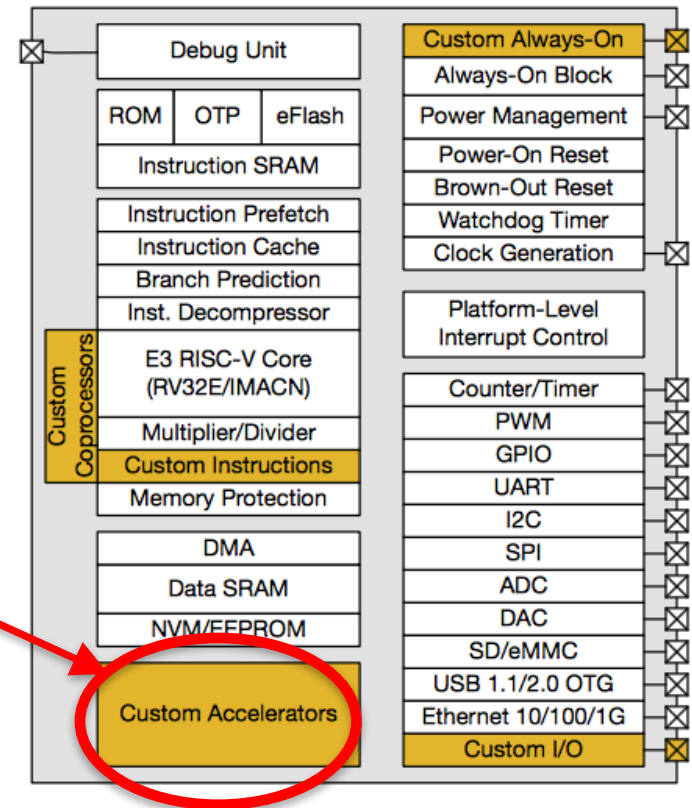 Debug Unit
ROM OTP eFlash
Instruction SRAM
Instruction Prefetch
Instruction Cache
Branch Prediction
Inst. Decompressor
E3 RISC-V Core
(RV32E/IMACN)
Multiplier/Divider
Custom Instructions
Memory Protection
Custom
Coprocessors
DMA
Data SRAM
NVM/EEPROM
Custom Accelerators
Custom Always-On
Always-On Block
Power Management
Power-On Reset
Brown-Out Reset
Watchdog Timer
Clock Generation
Platform-Level
Interrupt Control
Counter/Timer
PWM
GPIO
UART
I2C
SPI
ADC
DAC
SD/eMMC
USB 1.1/2.0 OTG
Ethernet 10/100/1G
Custom I/O